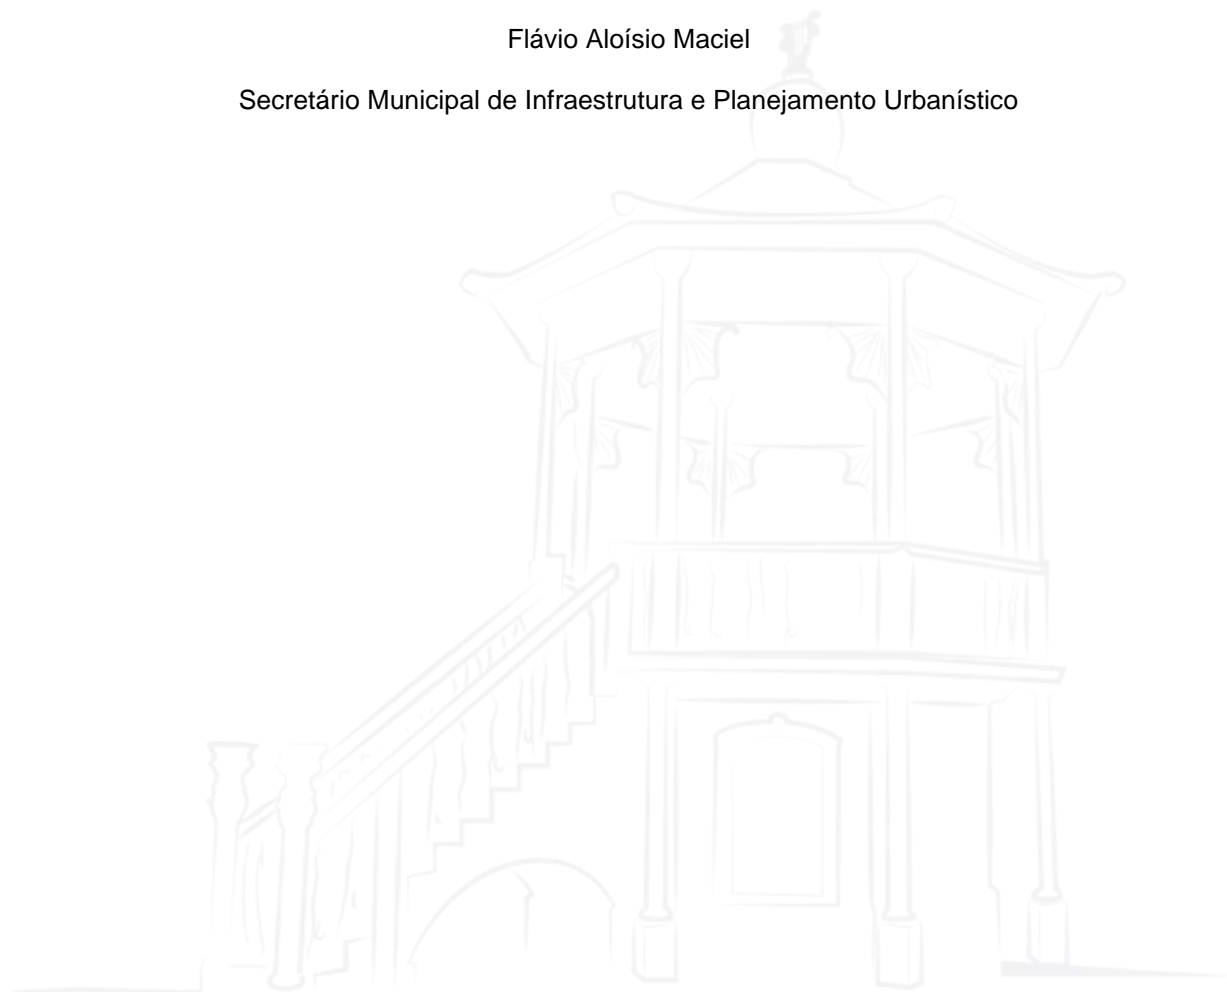 Flávio Aloísio Maciel
Secretário Municipal de Infraestrutura e Planejamento Urbanístico